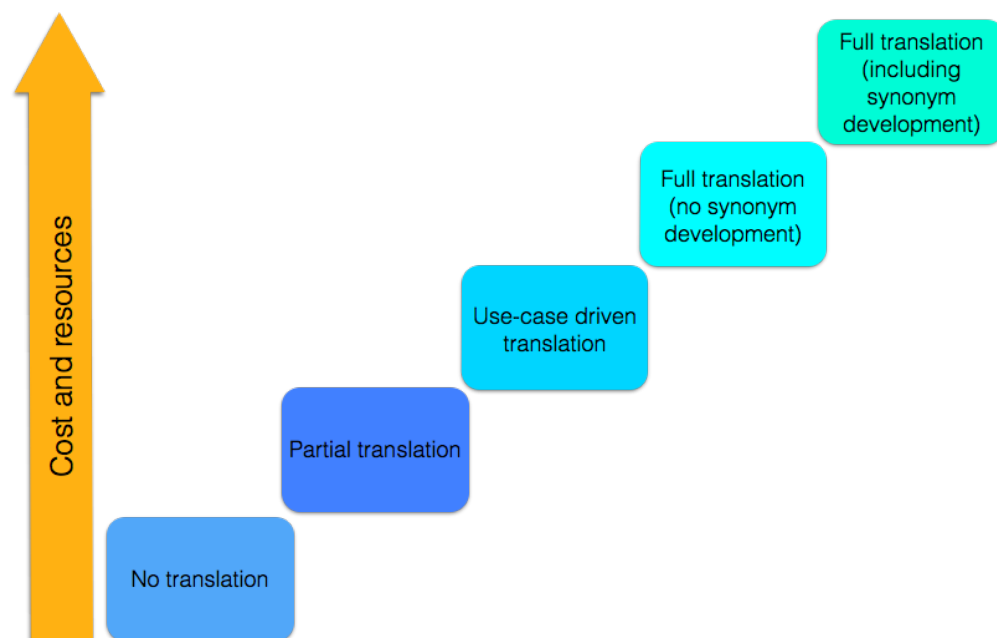 Full translation
(including
synonym
development)
Full translation
(no synonym
development)
Use-case driven
translation
Partial translation
No translation
Cost and resources